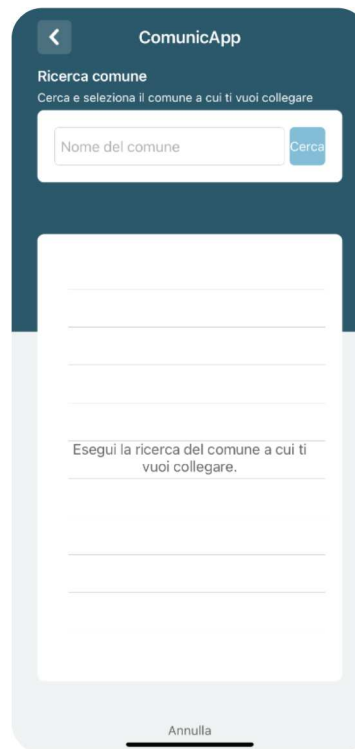 ComunicApp
Ricerca comune
Cerca e seleziona il comune a cui ti vuoi collegare
Nome del comune
Cerca
Esegui la ricerca del comune a cui ti
vuoi collegare.
Annulla